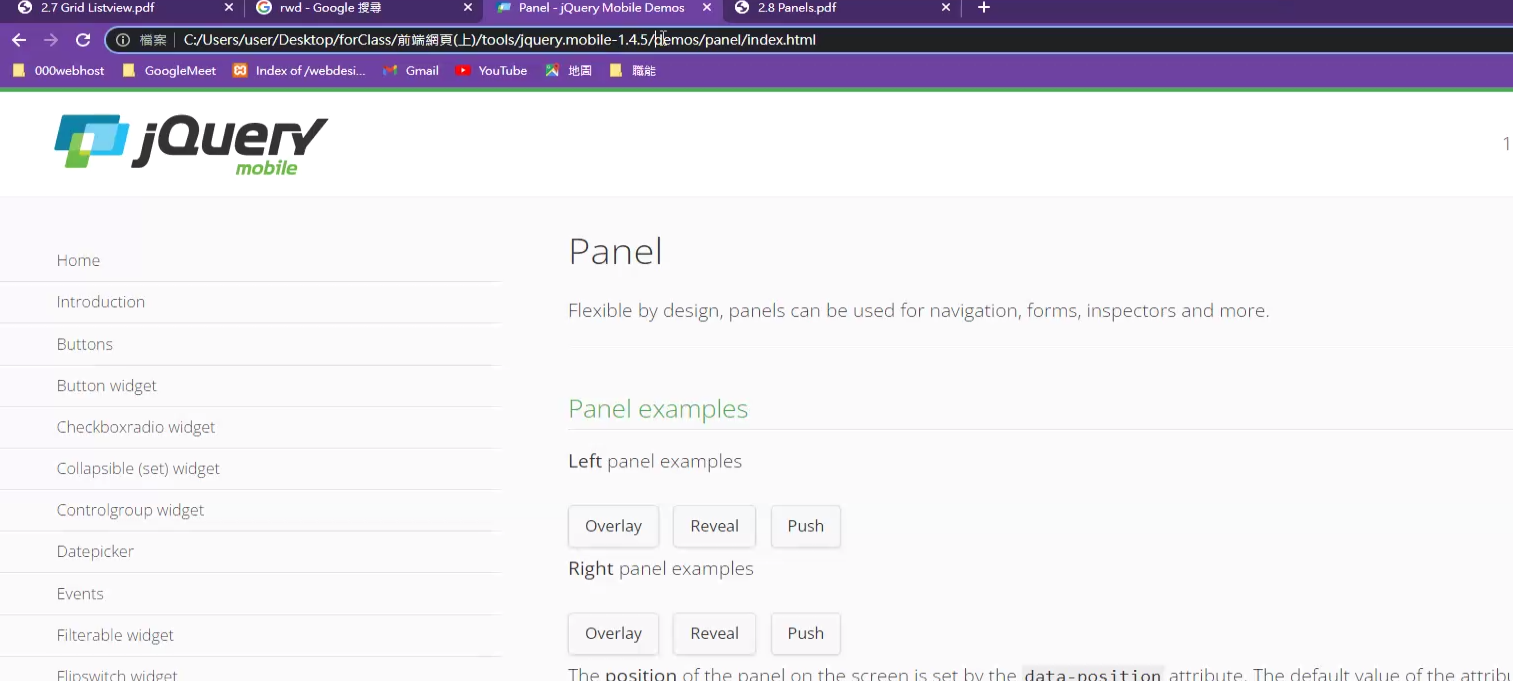 2.7 Grid Listview.pdf
rwd - Google 搜尋
Panel - jQuery Mobile Demos
2.8 Panels.pdf
檔案
C:/Users/user/Desktop/forClass/前端網頁(上)/tools/jquery.mobile-1.4.5/demos/panel/index.html
000webhost
GoogleMeet
Index of /webdesi...
Gmail
YouTube
地圖
職能
jQuery
mobile
1
Home
Introduction
Buttons
Button widget
Checkboxradio widget
Collapsible (set) widget
Controlgroup widget
Datepicker
Events
Filterable widget
Flipswitch widget
Panel
Flexible by design, panels can be used for navigation, forms, inspectors and more.
Panel examples
Left panel examples
Overlay Reveal Push
Right panel examples
Overlay Reveal Push
The position of the panel on the screen is set by the data-position attribute. The default value of the